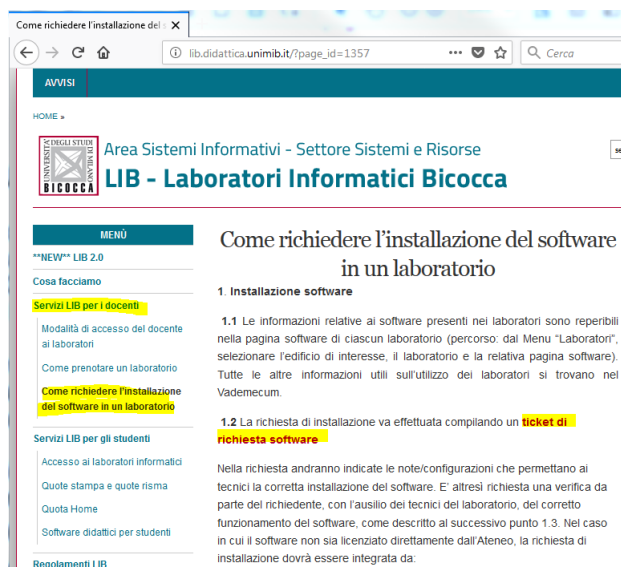 Come richiedere l'installazione del
lib.didattica.unimib.it/?page_id=1357
Cerca
AVVISI
HOME »
UNIVERSITÀ DEGLI STUDI DI MILANO
BICOCCA
Area Sistemi Informativi - Settore Sistemi e Risorse
LIB - Laboratori Informatici Bicocca
MENÙ
**NEW** LIB 2.0
Cosa facciamo
Servizi LIB per i docenti
Modalità di accesso del docente
ai laboratori
Come prenotare un laboratorio
Come richiedere l'installazione
del software in un laboratorio
Servizi LIB per gli studenti
Accesso ai laboratori informatici
Quote stampa e quote risma
Quota Home
Software didattici per studenti
Regolamenti LIB
Come richiedere l'installazione del software
in un laboratorio
1. Installazione software
1.1 Le informazioni relative ai software presenti nei laboratori sono reperibili
nella pagina software di ciascun laboratorio (percorso: dal Menu “Laboratori”,
selezionare l'edificio di interesse, il laboratorio e la relativa pagina software).
Tutte le altre informazioni utili sull'utilizzo dei laboratori si trovano nel
Vademecum.
1.2 La richiesta di installazione va effettuata compilando un ticket di
richiesta software
Nella richiesta andranno indicate le note/configurazioni che permettano ai
tecnici la corretta installazione del software. E' altresì richiesta una verifica da
parte del richiedente, con l'ausilio dei tecnici del laboratorio, del corretto
funzionamento del software, come descritto al successivo punto 1.3. Nel caso
in cui il software non sia licenziato direttamente dall'Ateneo, la richiesta di
installazione dovrà essere integrata da: